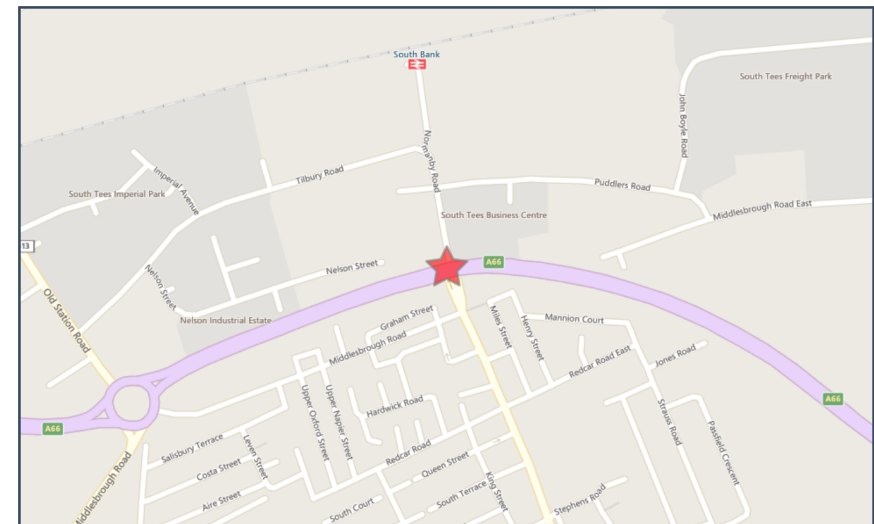 South Bank
South Tees Freight Park
John Boyle Road
Normanby Road
Tilbury Road
Imperial Avenue
South Tees Imperial Park
Puddlers Road
Middlesbrough Road East
South Tees Business Centre
13
Nelson Street
A66
Nelson Street
Old Station Road
Nelson Industrial Estate
Graham Street
Miles Street
Henry Street
Mannion Court
Middlesbrough Road
Redcar Road East
Jones Road
Hardwick Road
Upper Oxford Street
Upper Napier Street
A66
A66
Strauss Road
Passfield Crescent
Salisbury Terrace
Leven Street
Redcar Road
Costa Street
Queen Street
King Street
Aire Street
South Court
South Terrace
Stephens Road
Middlesbrough Road